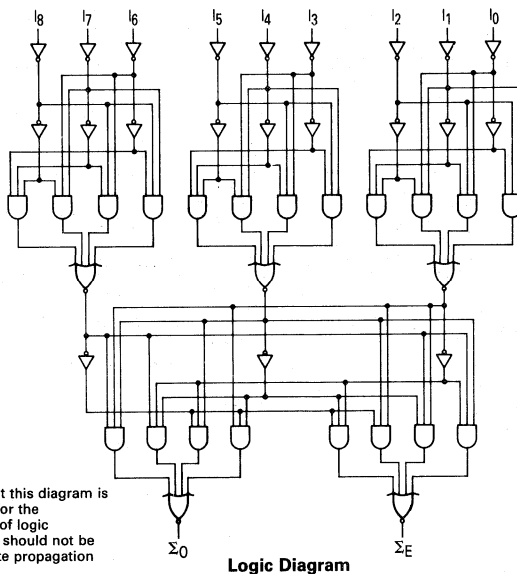 I8 I7 I6 I5 I4 I3 I2 I1 I0
t this diagram is
or the
of logic
should not be
te propagation
ΣO ΣE
Logic Diagram